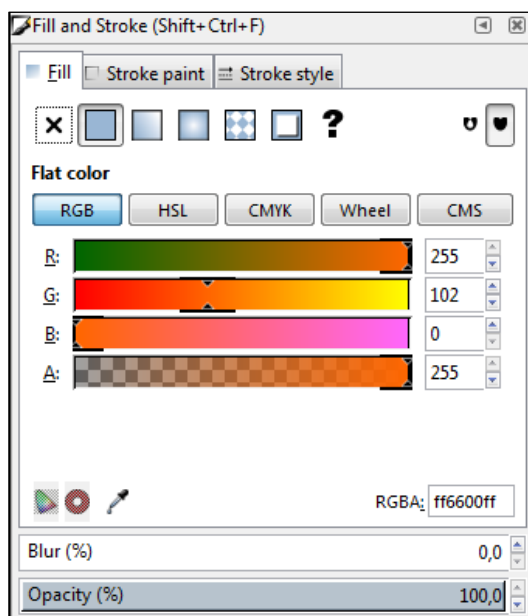 Fill and Stroke (Shift+Ctrl+F)
Fill Stroke paint Stroke style
?
Flat color
RGB HSL CMYK Wheel CMS
R: 255
G: 102
B: 0
A: 255
RGBA: ff6600ff
Blur (%) 0,0
Opacity (%) 100,0